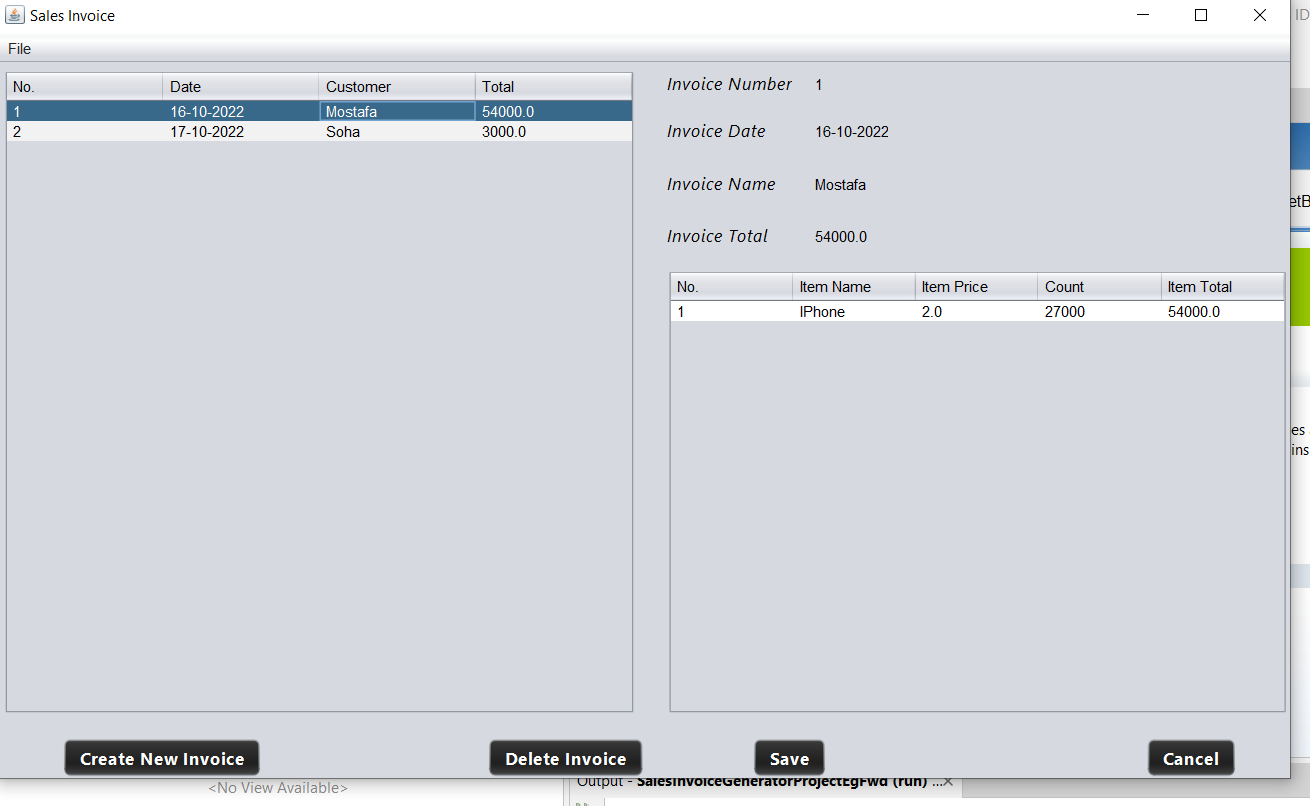 Sales Invoice
File
No. Date Customer Total
1 16-10-2022 Mostafa 54000.0
2 17-10-2022 Soha 3000.0
Invoice Number 1
Invoice Date 16-10-2022
Invoice Name Mostafa
Invoice Total 54000.0
No. Item Name Item Price Count Item Total
1 IPhone 2.0 27000 54000.0
Create New Invoice Delete Invoice Save Cancel
<No View Available>
Output - SalesInvoiceGeneratorProjectEgFwd (run) ...×
ID
etB
es
ins